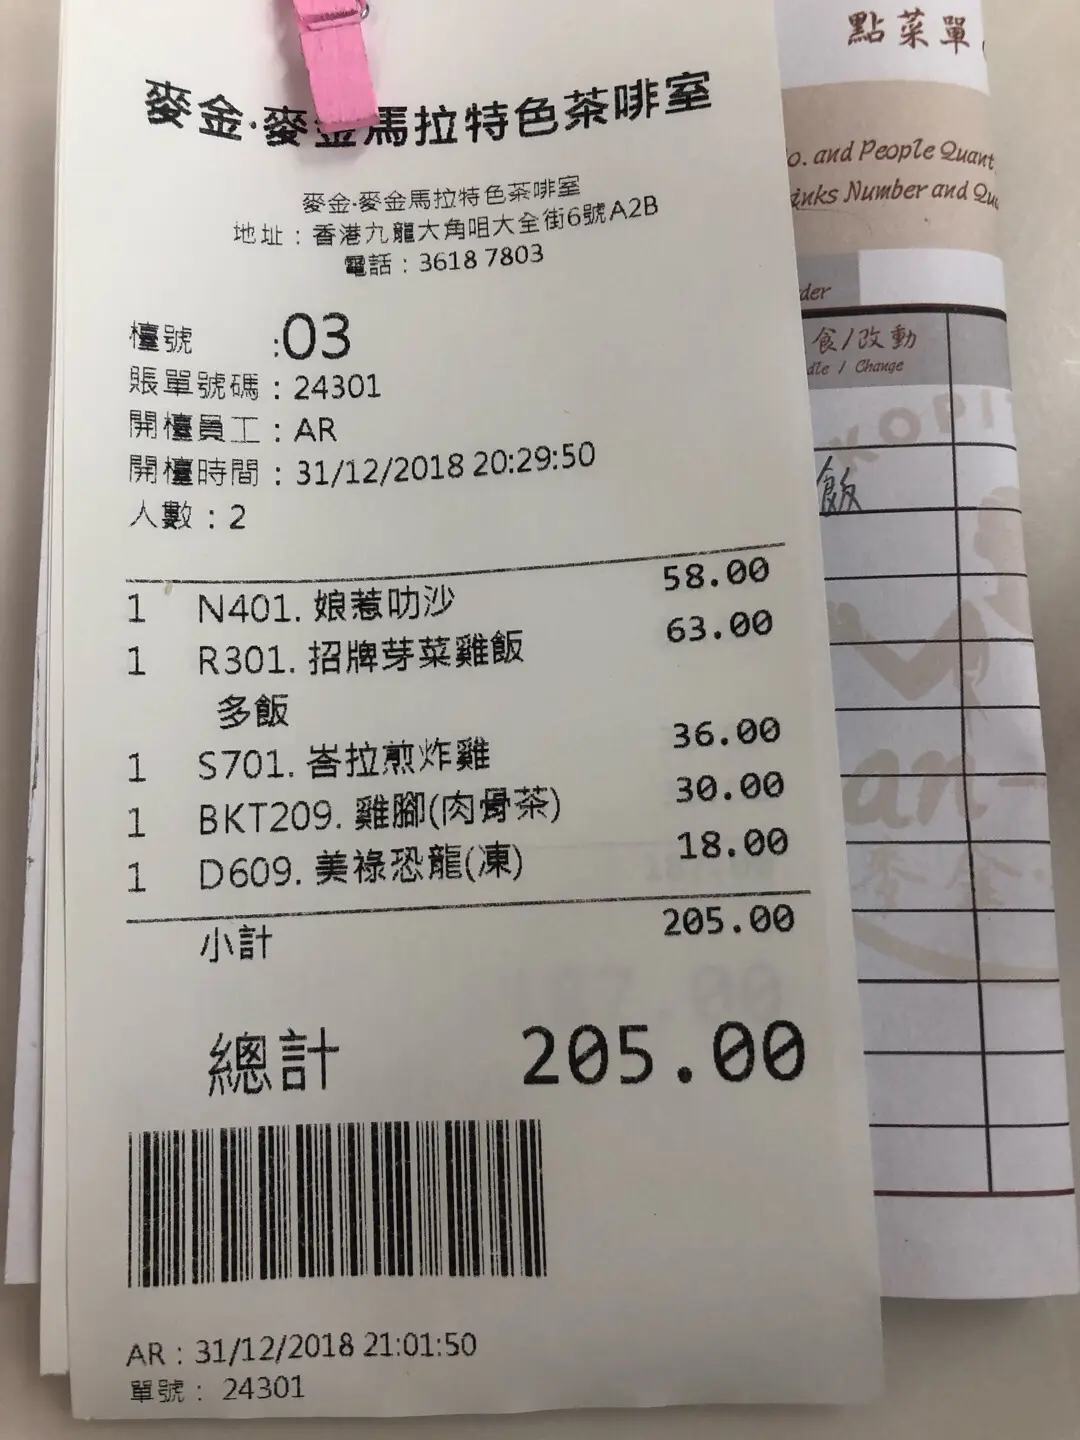 麥金·麥金馬拉特色茶啡室
麥金·麥金馬拉特色茶啡室
地址：香港九龍大角咀大全街6號A2B
電話：3618 7803
檯號 :03
賬單號碼：24301
開檯員工：AR
開檯時間：31/12/2018 20:29:50
人數：2
1 N401. 娘惹叻沙 58.00
1 R301. 招牌芽菜雞飯 63.00
多飯
1 S701. 峇拉煎炸雞 36.00
1 BKT209. 雞腳(肉骨茶) 30.00
1 D609. 美祿恐龍(凍) 18.00
小計 205.00
總計 205.00
AR：31/12/2018 21:01:50
單號： 24301
點菜單
o. and People Quant
inks Number and Qu
der
食/改動
dle / Change
飯
an-
麥金·